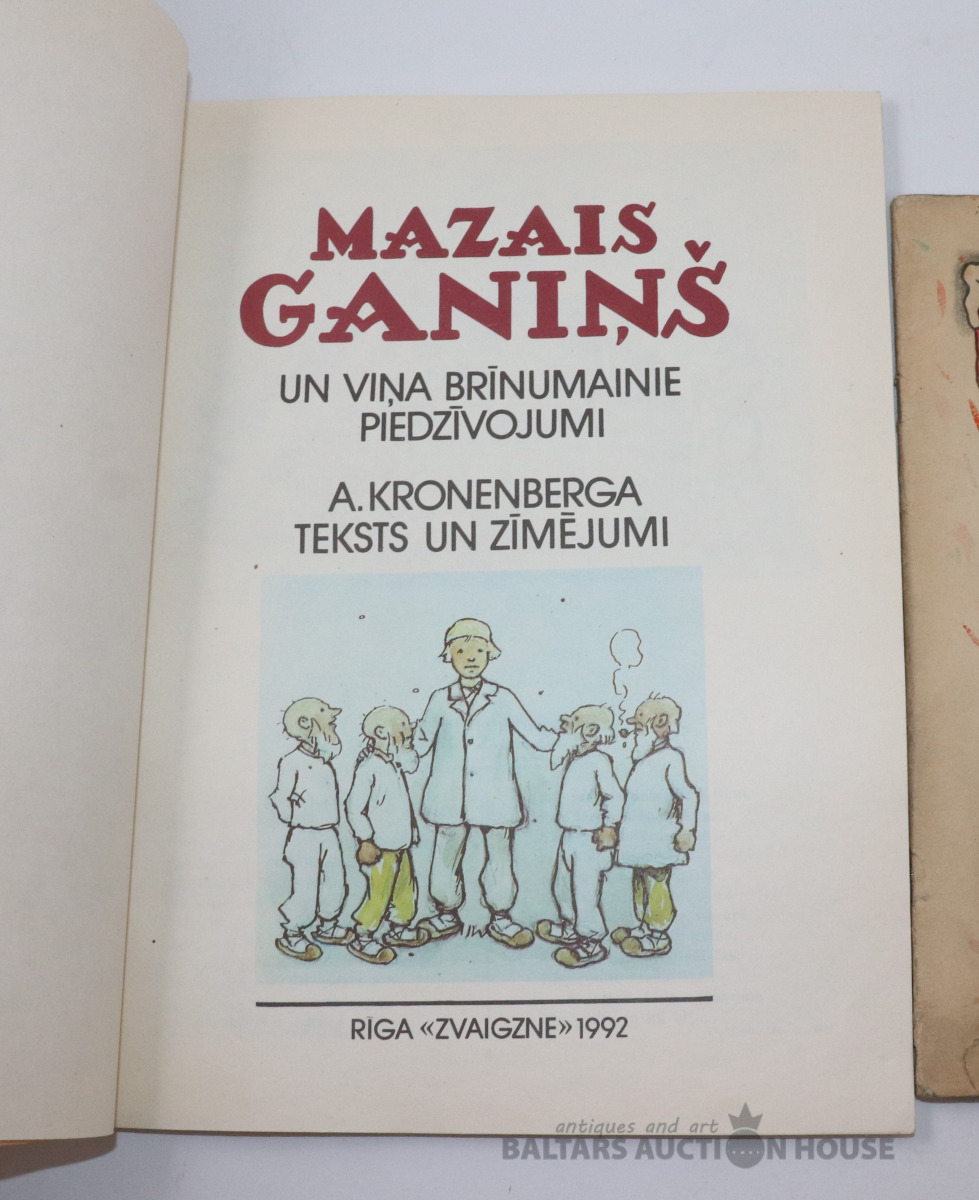 MAZAIS
GANIŅŠ
UN VIŅA BRĪNUMAINIE
PIEDZĪVOJUMI
A.KRONENBERGA
TEKSTS UN ZĪMĒJUMI
RĪGA «ZVAIGZNE» 1992
antiques and art
BALTARS AUCTION HOUSE